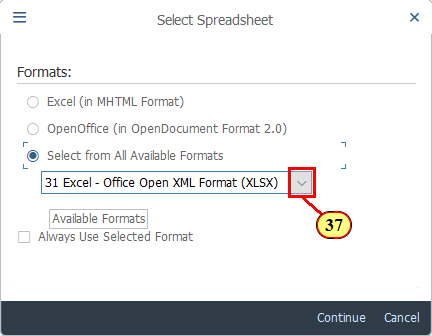 Select Spreadsheet
Formats:
Excel (in MHTML Format)
OpenOffice (in OpenDocument Format 2.0)
Select from All Available Formats
31 Excel - Office Open XML Format (XLSX)
37
Available Formats
Always Use Selected Format
Continue Cancel